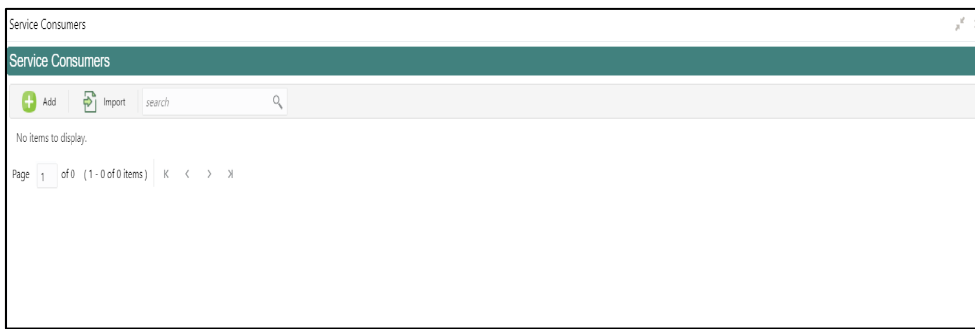 Service Consumers
Service Consumers
Add Import search
No items to display.
Page 1 of 0 ( 1 - 0 of 0 items )